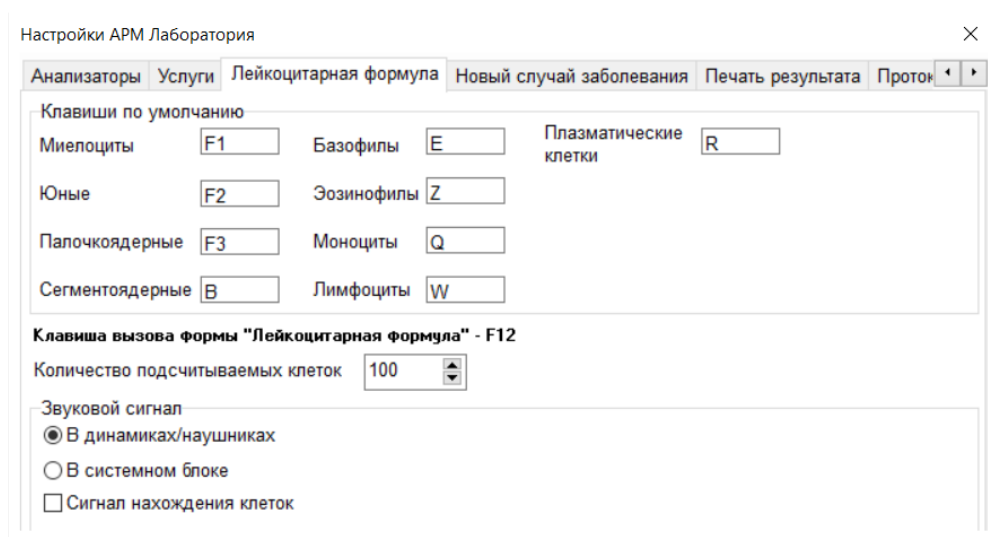 Настройки АРМ Лаборатория
Анализаторы Услуги Лейкоцитарная формула Новый случай заболевания Печать результата Проток
Клавиши по умолчанию
Миелоциты F1 Базофилы E Плазматические клетки R
Юные F2 Эозинофилы Z
Палочкоядерные F3 Моноциты Q
Сегментоядерные B Лимфоциты W
Клавиша вызова формы "Лейкоцитарная формула" - F12
Количество подсчитываемых клеток 100
Звуковой сигнал
В динамиках/наушниках
В системном блоке
Сигнал нахождения клеток